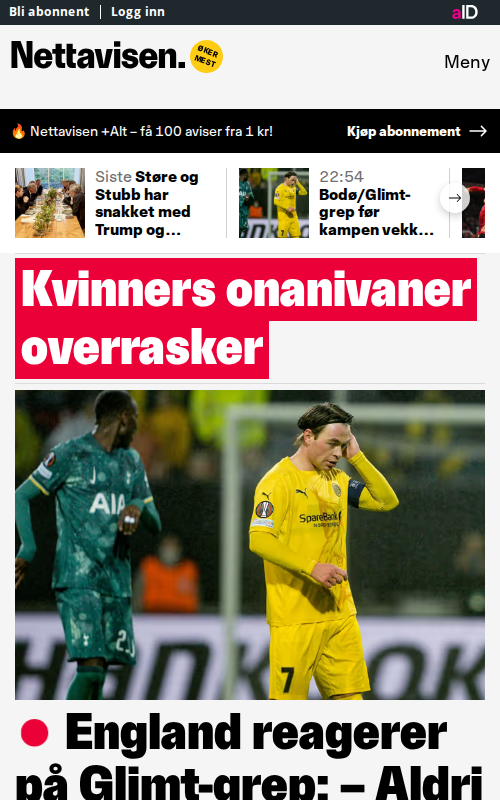 Bli abonnent
Logg inn
aID
Nettavisen.
ØKER
MEST
Meny
🔥 Nettavisen +Alt – få 100 aviser fra 1 kr!
Kjøp abonnement
Siste Støre og
Stubb har
snakket med
Trump og...
22:54
Bodø/Glimt-
grep før
kampen vekk...
Kvinners onanivaner
overrasker
AIA
SpareBank
7
England reagerer
på Glimt-grep: – Aldri